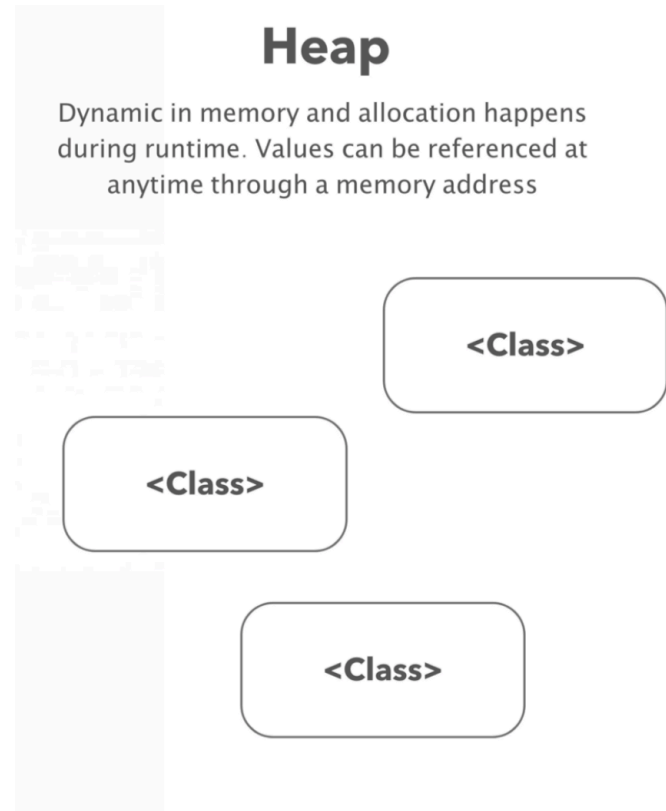 Heap
Dynamic in memory and allocation happens
during runtime. Values can be referenced at
anytime through a memory address
<Class>
<Class>
<Class>